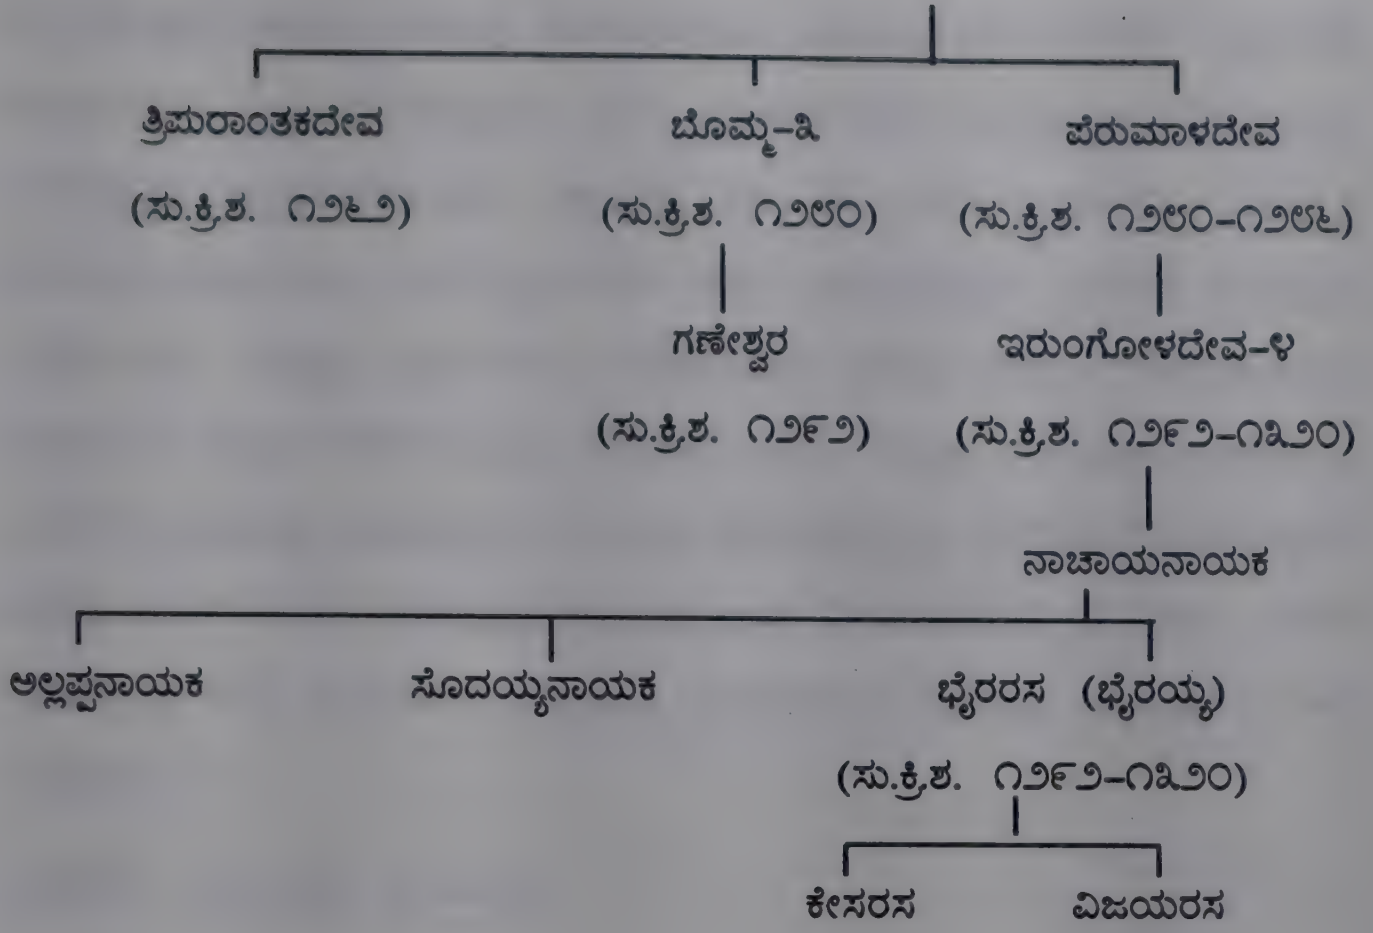 ತ್ರಿಪುರಾಂತಕದೇವ ಬೊಮ್ಮ-೩ ಪೆರುಮಾಳದೇವ
(ಸು.ಕ್ರಿ.ಶ. ೧೨೬೨) (ಸು.ಕ್ರಿ.ಶ. ೧೨೮೦) (ಸು.ಕ್ರಿ.ಶ. ೧೨೮೦-೧೨೮೬)
ಗಣೇಶ್ವರ ಇರುಂಗೋಳದೇವ-೪
(ಸು.ಕ್ರಿ.ಶ. ೧೨೯೨) (ಸು.ಕ್ರಿ.ಶ. ೧೨೯೨-೧೩೨೦)
ನಾಚಾಯನಾಯಕ
ಅಲ್ಲಪ್ಪನಾಯಕ ಸೊದಯ್ಯನಾಯಕ ಭೈರರಸ (ಭೈರಯ್ಯ)
(ಸು.ಕ್ರಿ.ಶ. ೧೨೯೨-೧೩೨೦)
ಕೇಸರಸ ವಿಜಯರಸ